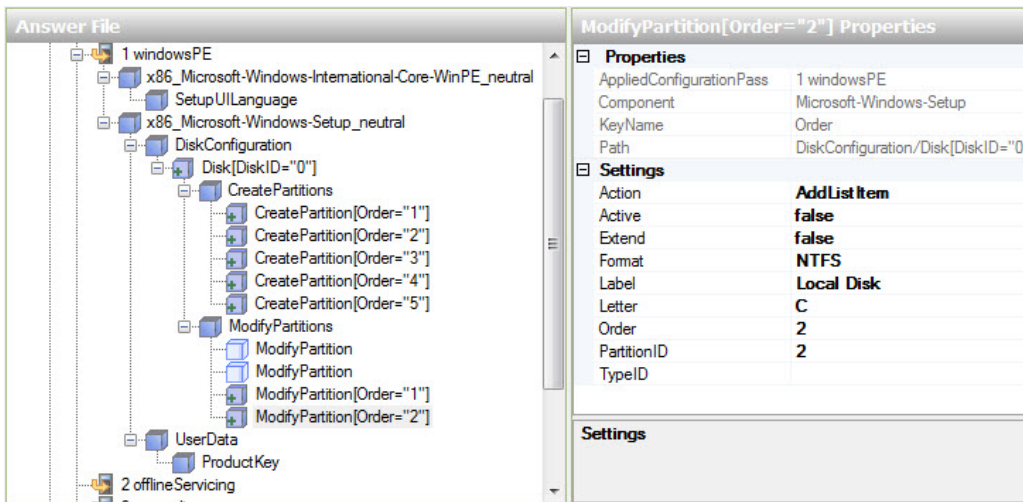 Answer File
1 windowsPE
x86_Microsoft-Windows-International-Core-WinPE_neutral
SetupUILanguage
x86_Microsoft-Windows-Setup_neutral
DiskConfiguration
Disk[DiskID="0"]
CreatePartitions
CreatePartition[Order="1"]
CreatePartition[Order="2"]
CreatePartition[Order="3"]
CreatePartition[Order="4"]
CreatePartition[Order="5"]
ModifyPartitions
ModifyPartition
ModifyPartition
ModifyPartition[Order="1"]
ModifyPartition[Order="2"]
UserData
ProductKey
2 offlineServicing
ModifyPartition[Order="2"] Properties
Properties
AppliedConfigurationPass 1 windowsPE
Component Microsoft-Windows-Setup
KeyName Order
Path DiskConfiguration/Disk[DiskID="0
Settings
Action AddListItem
Active false
Extend false
Format NTFS
Label Local Disk
Letter C
Order 2
PartitionID 2
TypeID
Settings